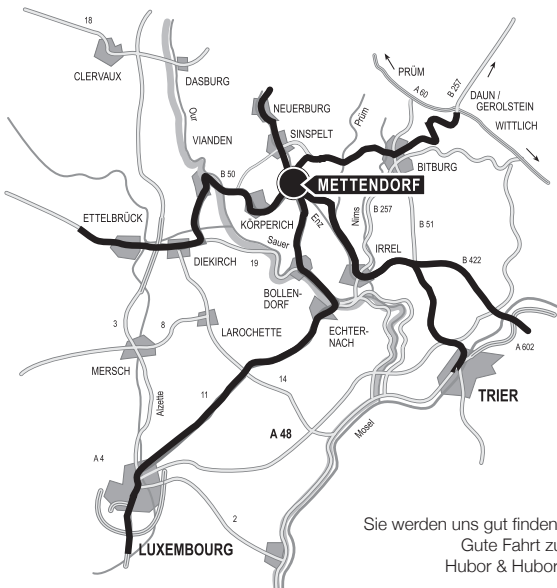 18
CLERVAUX
DASBURG
Our
VIANDEN
NEUERBURG
SINSPELT
Prüm
PRÜM
A 60
B 257
DAUN /
GEROLSTEIN
WITTLICH
B 50
METTENDORF
BITBURG
ETTELBRÜCK
KÖRPERICH
Enz
Nims
B 257
B 51
Sauer
DIEKIRCH
19
IRREL
B 422
BOLLEN-
DORF
ECHTER-
NACH
3
8
LAROCHETTE
A 602
MERSCH
11
14
TRIER
Alzette
A 48
Mosel
A 4
2
LUXEMBOURG
Sie werden uns gut finden
Gute Fahrt zu
Hubor & Hubor